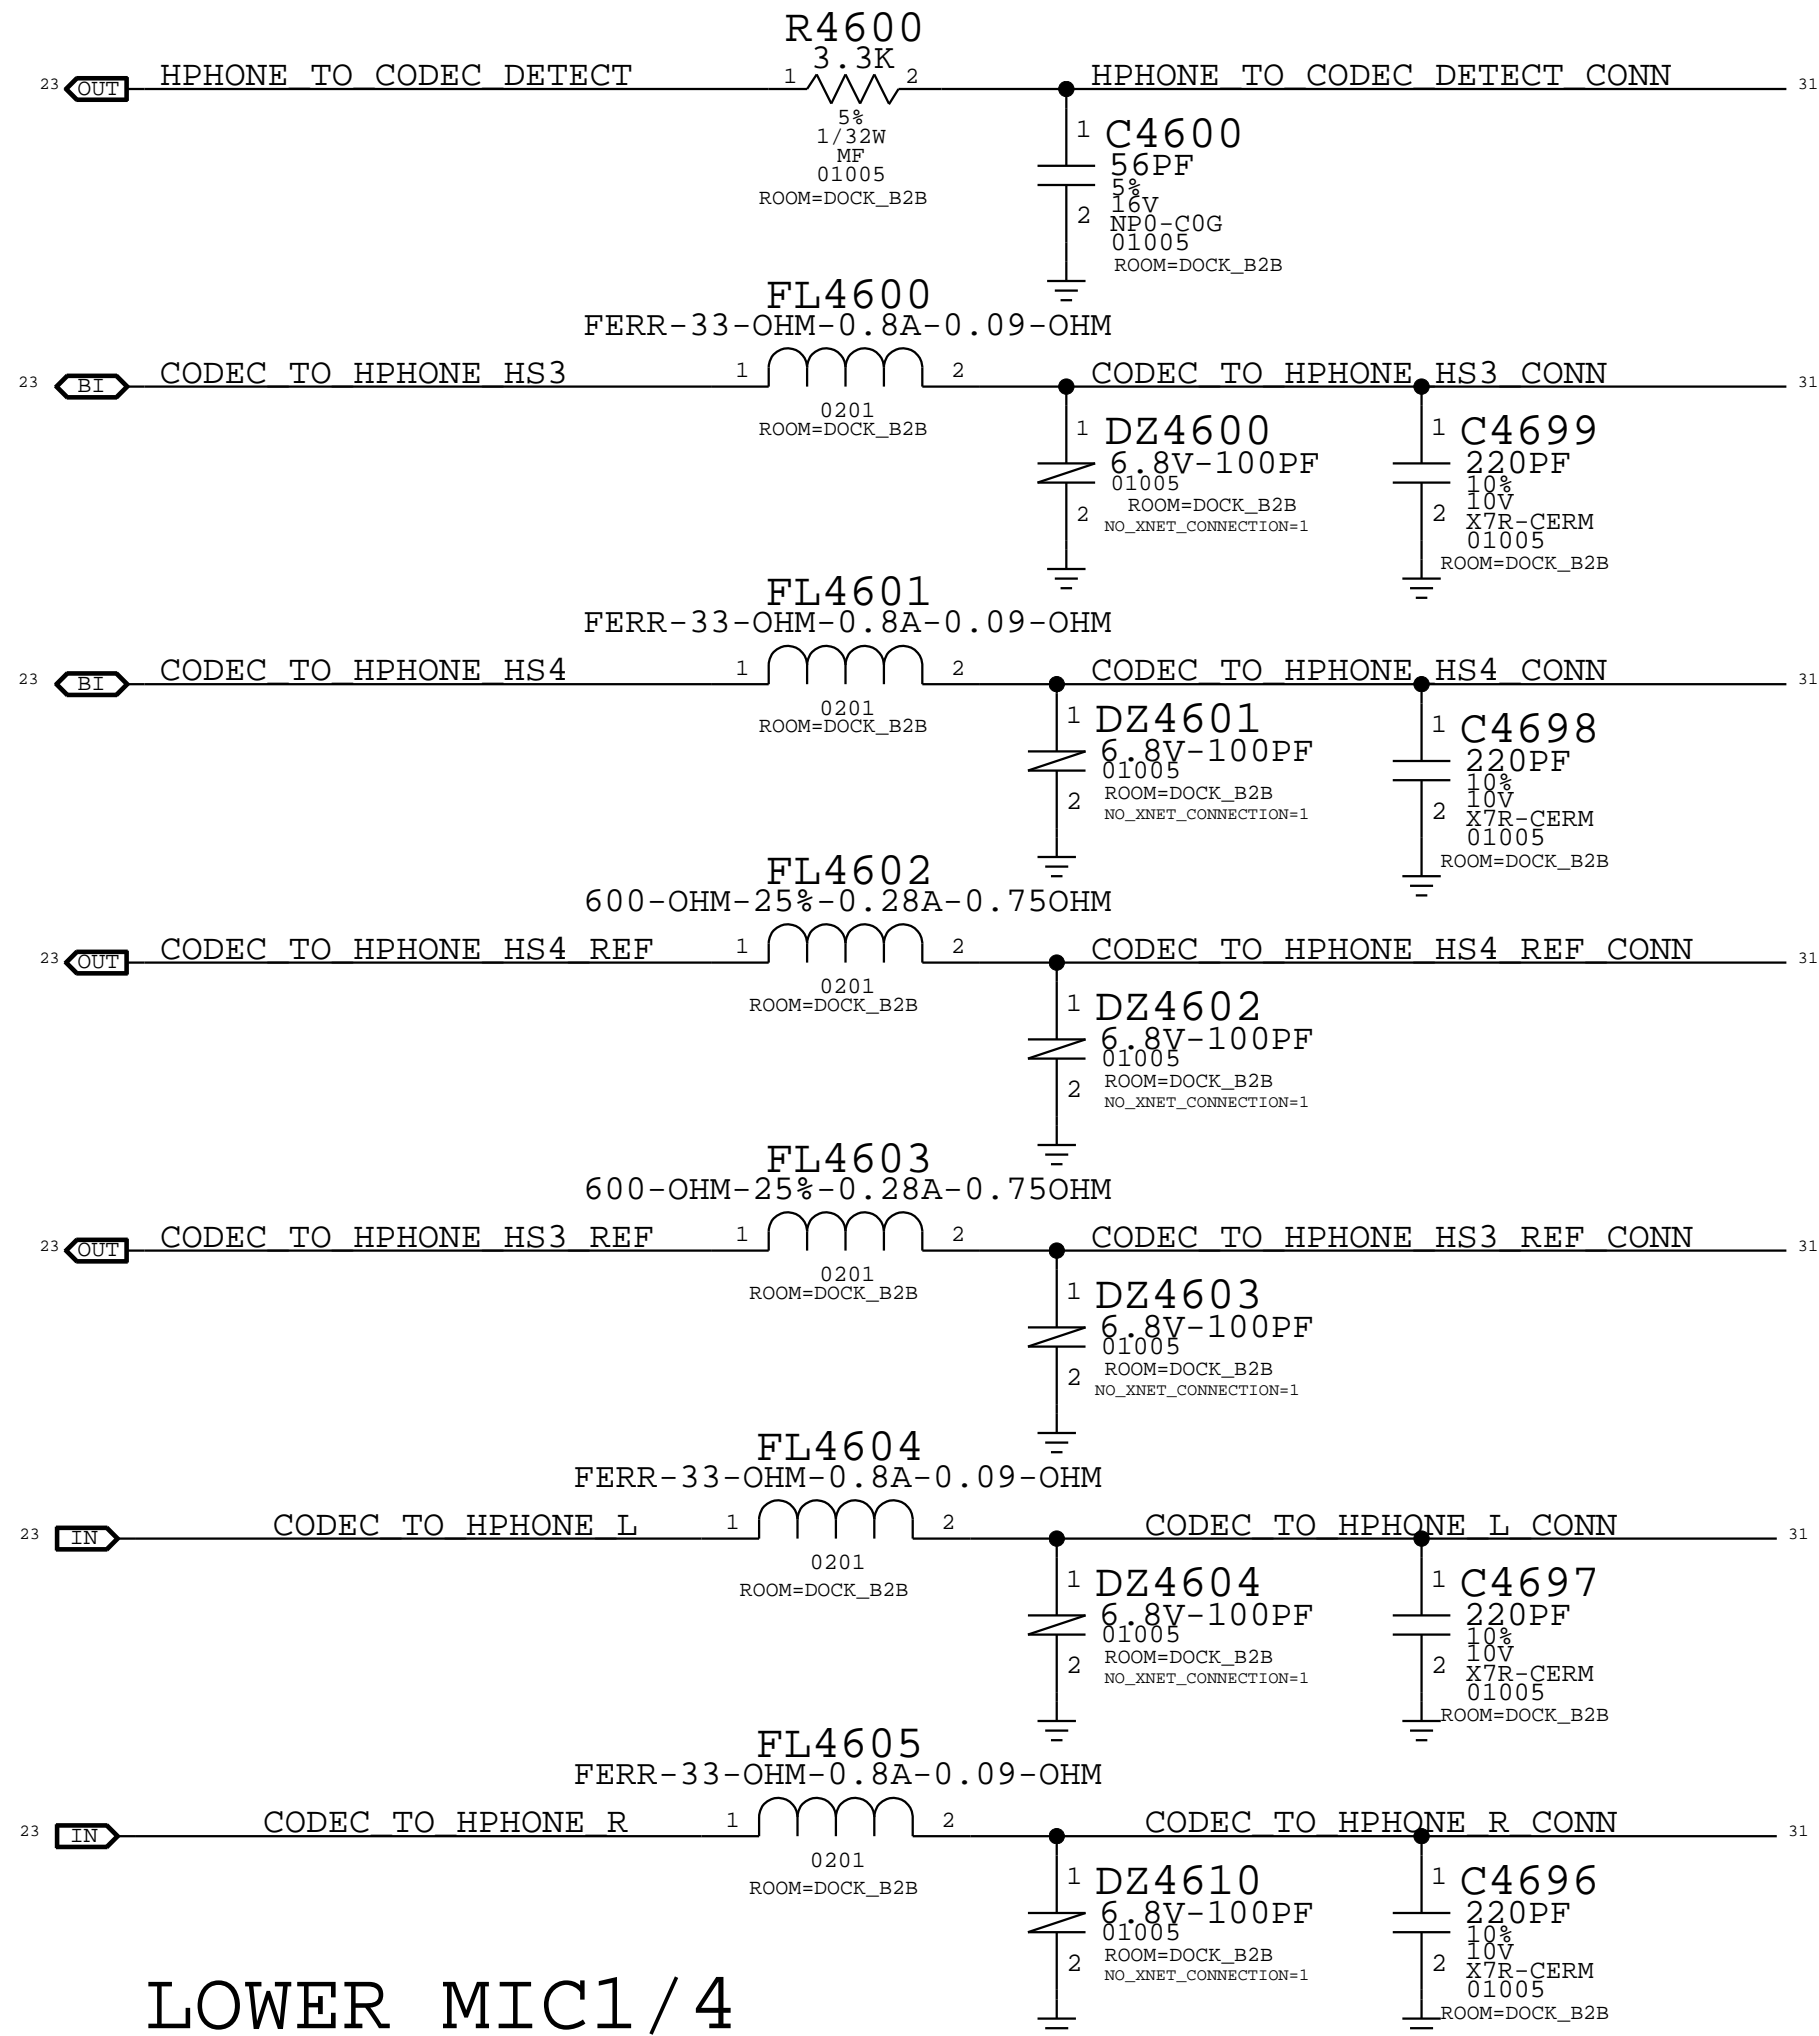 R4600
3.3K
23 OUT HPHONE_TO_CODEC_DETECT 1 2 HPHONE_TO_CODEC_DETECT_CONN 31
5%
1/32W
MF
01005
ROOM=DOCK_B2B
1 C4600
56PF
5%
16V
2 NP0-C0G
01005
ROOM=DOCK_B2B
FL4600
FERR-33-OHM-0.8A-0.09-OHM
23 BI CODEC_TO_HPHONE_HS3 1 2 CODEC_TO_HPHONE_HS3_CONN 31
0201
ROOM=DOCK_B2B
1 DZ4600
6.8V-100PF
01005
ROOM=DOCK_B2B
2 NO_XNET_CONNECTION=1
1 C4699
220PF
10%
10V
2 X7R-CERM
01005
ROOM=DOCK_B2B
FL4601
FERR-33-OHM-0.8A-0.09-OHM
23 BI CODEC_TO_HPHONE_HS4 1 2 CODEC_TO_HPHONE_HS4_CONN 31
0201
ROOM=DOCK_B2B
1 DZ4601
6.8V-100PF
01005
2 ROOM=DOCK_B2B
NO_XNET_CONNECTION=1
1 C4698
220PF
10%
10V
2 X7R-CERM
01005
ROOM=DOCK_B2B
FL4602
600-OHM-25%-0.28A-0.75OHM
23 OUT CODEC_TO_HPHONE_HS4_REF 1 2 CODEC_TO_HPHONE_HS4_REF_CONN 31
0201
ROOM=DOCK_B2B
1 DZ4602
6.8V-100PF
01005
2 ROOM=DOCK_B2B
NO_XNET_CONNECTION=1
FL4603
600-OHM-25%-0.28A-0.75OHM
23 OUT CODEC_TO_HPHONE_HS3_REF 1 2 CODEC_TO_HPHONE_HS3_REF_CONN 31
0201
ROOM=DOCK_B2B
1 DZ4603
6.8V-100PF
01005
2 ROOM=DOCK_B2B
NO_XNET_CONNECTION=1
FL4604
FERR-33-OHM-0.8A-0.09-OHM
23 IN CODEC_TO_HPHONE_L 1 2 CODEC_TO_HPHONE_L_CONN 31
0201
ROOM=DOCK_B2B
1 DZ4604
6.8V-100PF
01005
2 ROOM=DOCK_B2B
NO_XNET_CONNECTION=1
1 C4697
220PF
10%
10V
2 X7R-CERM
01005
ROOM=DOCK_B2B
FL4605
FERR-33-OHM-0.8A-0.09-OHM
23 IN CODEC_TO_HPHONE_R 1 2 CODEC_TO_HPHONE_R_CONN 31
0201
ROOM=DOCK_B2B
1 DZ4610
6.8V-100PF
01005
2 ROOM=DOCK_B2B
NO_XNET_CONNECTION=1
1 C4696
220PF
10%
10V
2 X7R-CERM
01005
ROOM=DOCK_B2B
LOWER MIC1/4